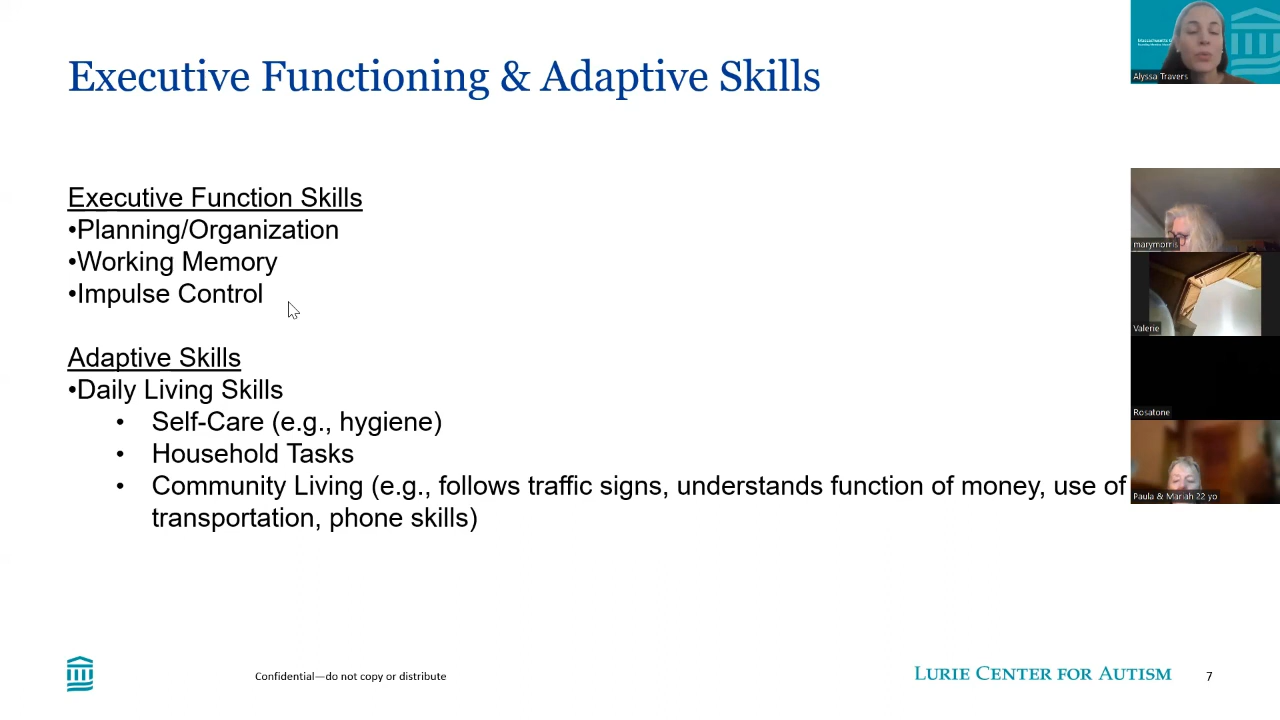 Executive Functioning & Adaptive Skills
Executive Function Skills
•Planning/Organization
•Working Memory
•Impulse Control
Adaptive Skills
•Daily Living Skills
• Self-Care (e.g., hygiene)
• Household Tasks
• Community Living (e.g., follows traffic signs, understands function of money, use of
transportation, phone skills)
Confidential—do not copy or distribute
LURIE CENTER FOR AUTISM
7
Alyssa Travers
marymorris
Valerie
Rosatone
Paula & Mariah 22 yo